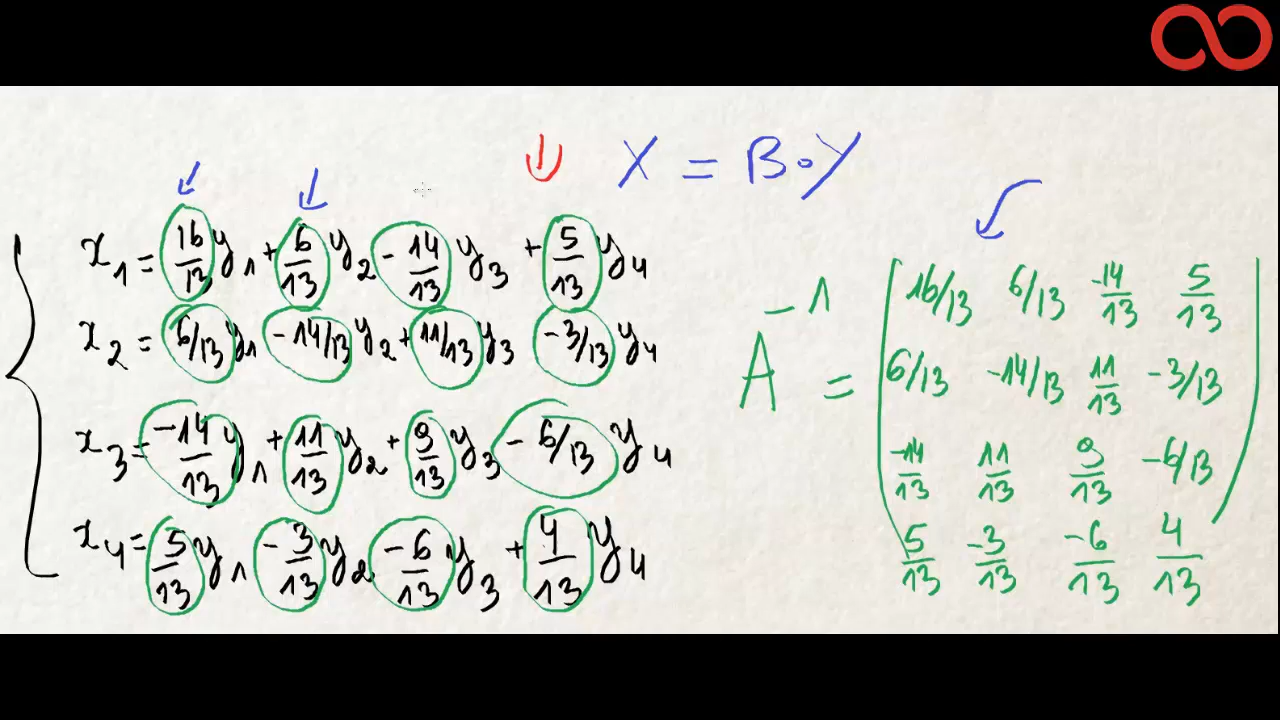 X = B.Y
x₁ = 16/13 y₁ + 6/13 y₂ - 14/13 y₃ + 5/13 y₄
x₂ = 6/13 y₁ - 14/13 y₂ + 11/13 y₃ - 3/13 y₄
x₃ = -14/13 y₁ + 11/13 y₂ + 9/13 y₃ - 6/13 y₄
x₄ = 5/13 y₁ - 3/13 y₂ - 6/13 y₃ + 4/13 y₄
A⁻¹ =
16/13 6/13 -14/13 5/13
6/13 -14/13 11/13 -3/13
-14/13 11/13 9/13 -6/13
5/13 -3/13 -6/13 4/13